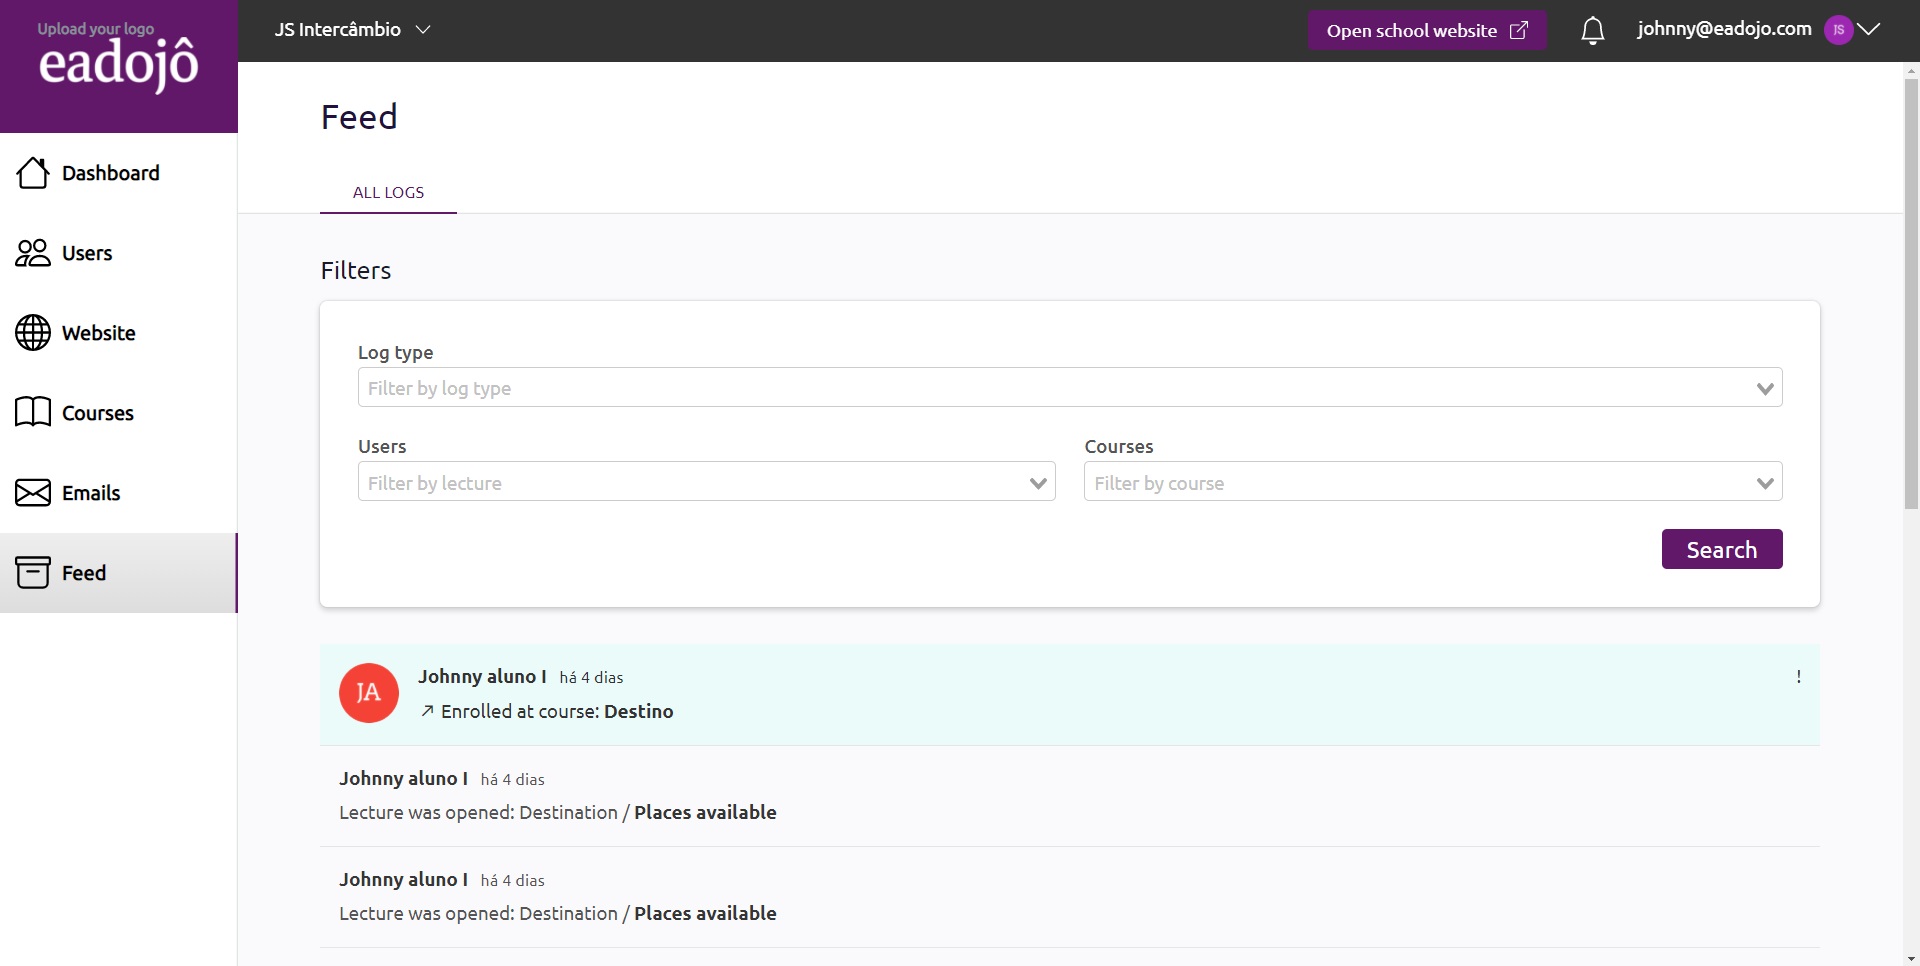 Upload your logo
eadojô
JS Intercâmbio
Open school website
johnny@eadojo.com
JS
Dashboard
Users
Website
Courses
Emails
Feed
Feed
ALL LOGS
Filters
Log type
Filter by log type
Users
Courses
Filter by lecture
Filter by course
Search
JA
Johnny aluno I há 4 dias
!
Enrolled at course: Destino
Johnny aluno I há 4 dias
Lecture was opened: Destination / Places available
Johnny aluno I há 4 dias
Lecture was opened: Destination / Places available